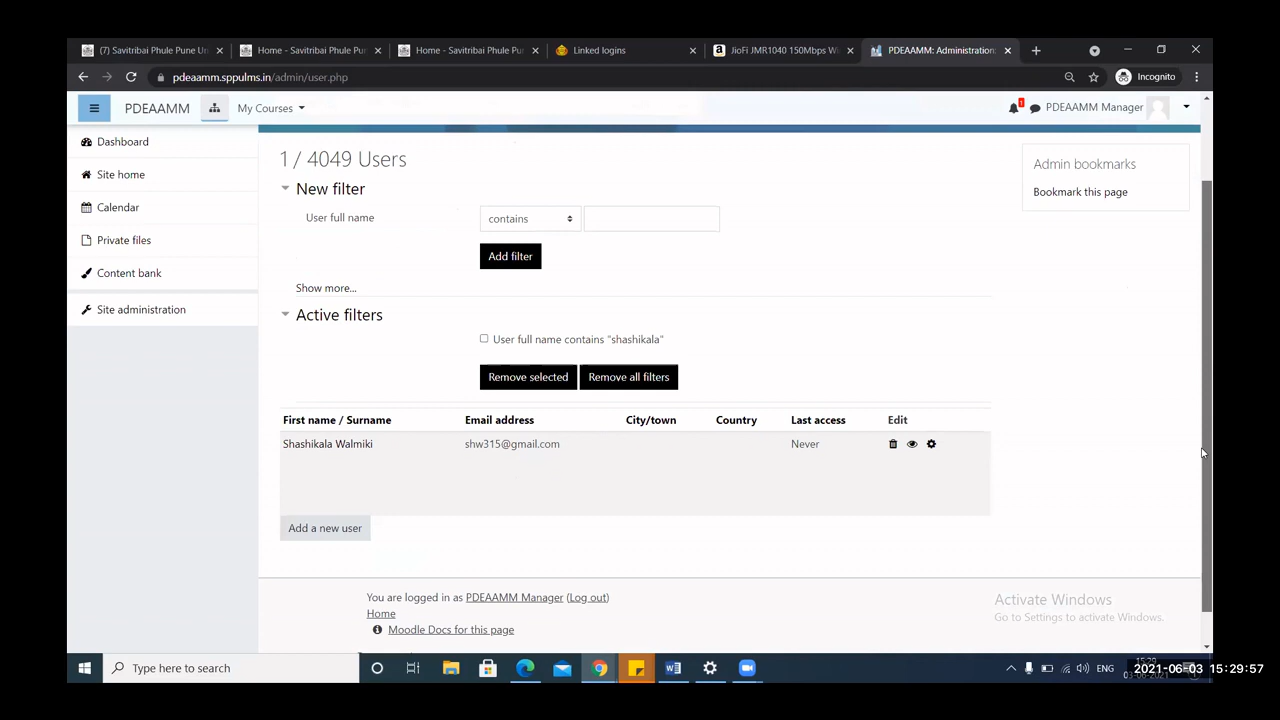 (7) Savitribai Phule Pune Un
Home - Savitribai Phule Pu
Home - Savitribai Phule Pu
Linked logins
JioFi JMR1040 150Mbps Wi
PDEAAMM: Administration:
pdeaamm.sppulms.in/admin/user.php
Incognito
PDEAAMM
My Courses
1
PDEAAMM Manager
Dashboard
Site home
Calendar
Private files
Content bank
Site administration
1 / 4049 Users
New filter
User full name
contains
Add filter
Show more...
Active filters
User full name contains "shashikala"
Remove selected
Remove all filters
First name / Surname Email address City/town Country Last access Edit
Shashikala Walmiki shw315@gmail.com Never
Add a new user
Admin bookmarks
Bookmark this page
You are logged in as PDEAAMM Manager (Log out)
Home
Moodle Docs for this page
Activate Windows
Go to Settings to activate Windows.
Type here to search
ENG
2021-06-03 15:29:57